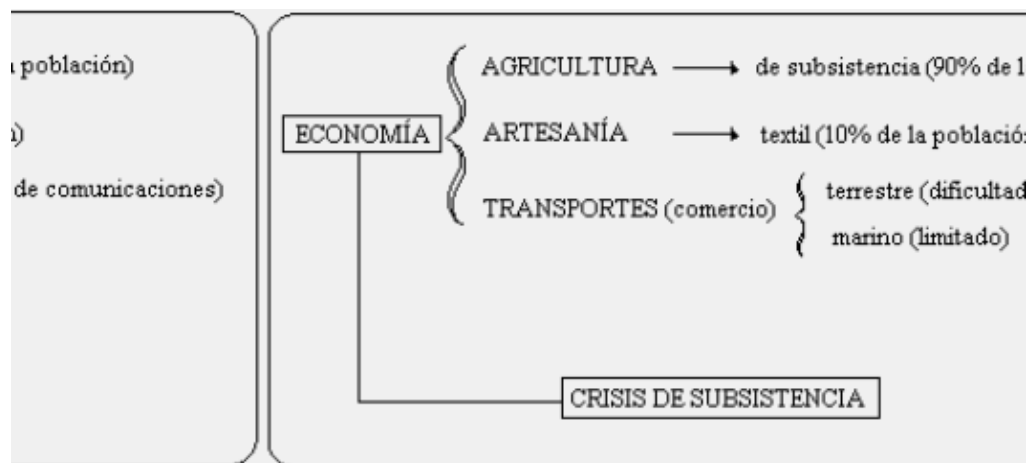 población)
)
de comunicaciones)
AGRICULTURA de subsistencia (90% de
ECONOMÍA
ARTESANÍA textil (10% de la población
TRANSPORTES (comercio)
terrestre (dificultad
marino (limitado)
CRISIS DE SUBSISTENCIA